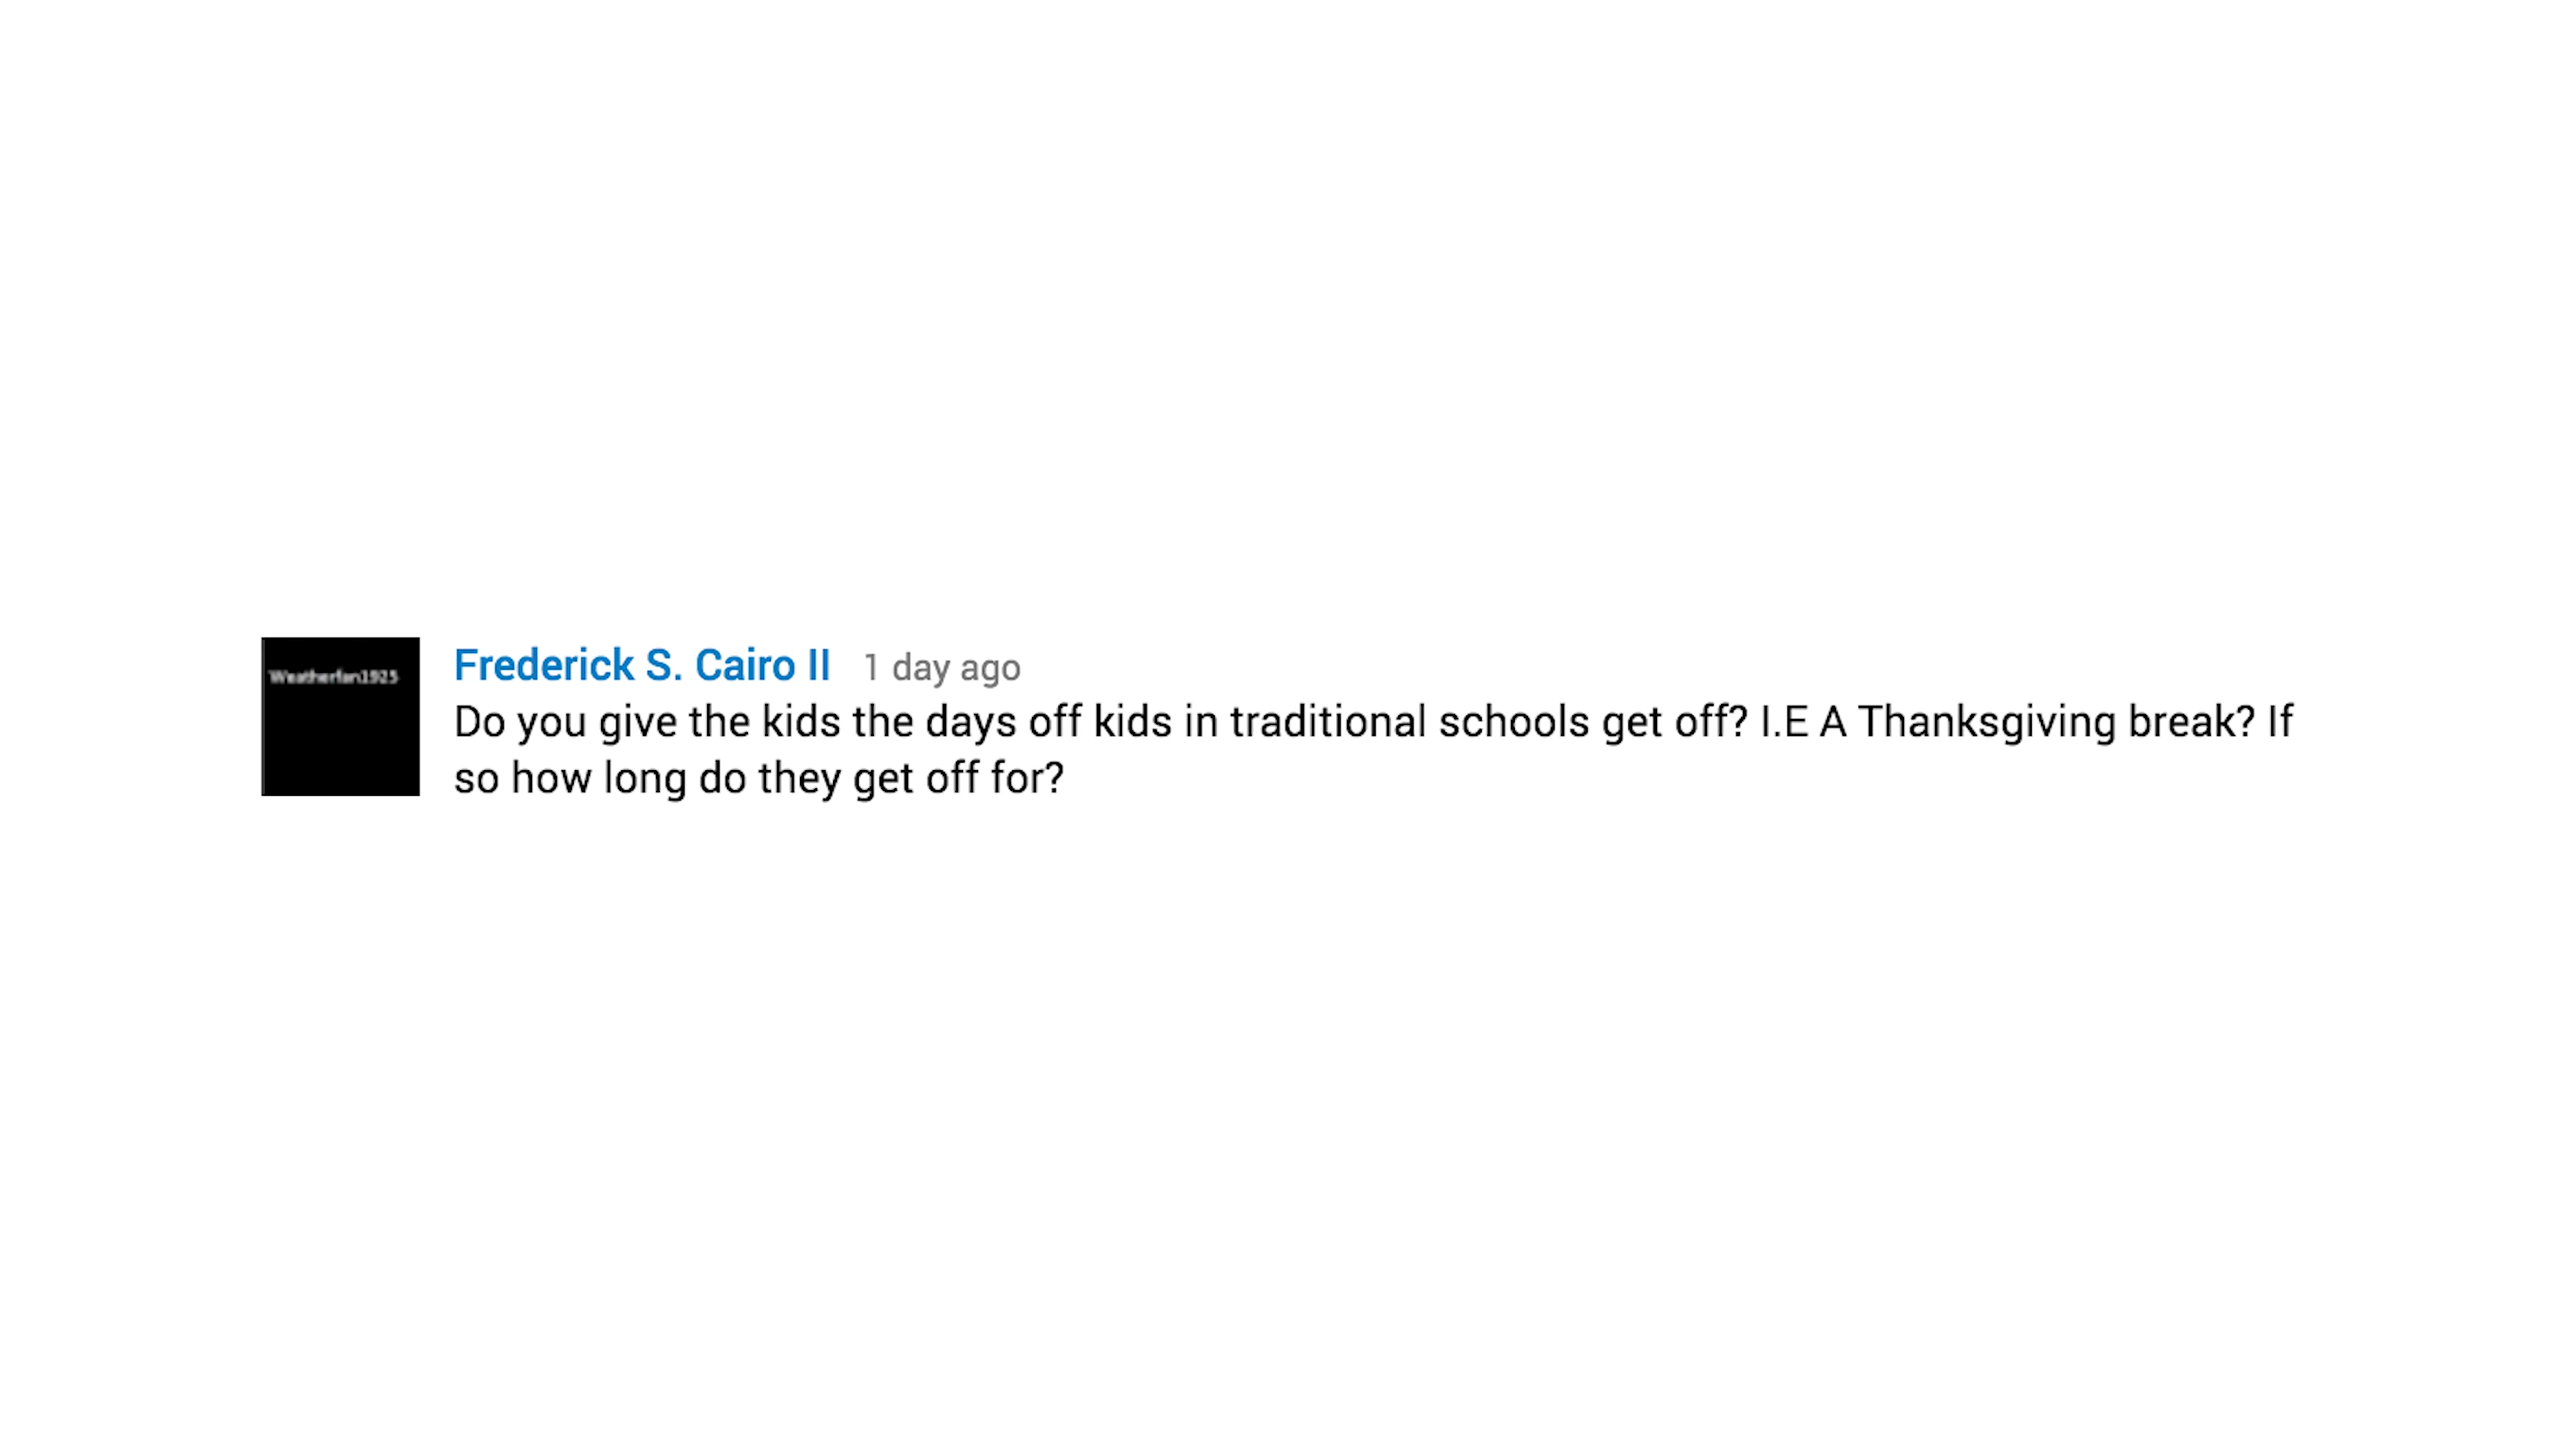 Weatherfan1925
Frederick S. Cairo II 1 day ago
Do you give the kids the days off kids in traditional schools get off? I.E A Thanksgiving break? If
so how long do they get off for?